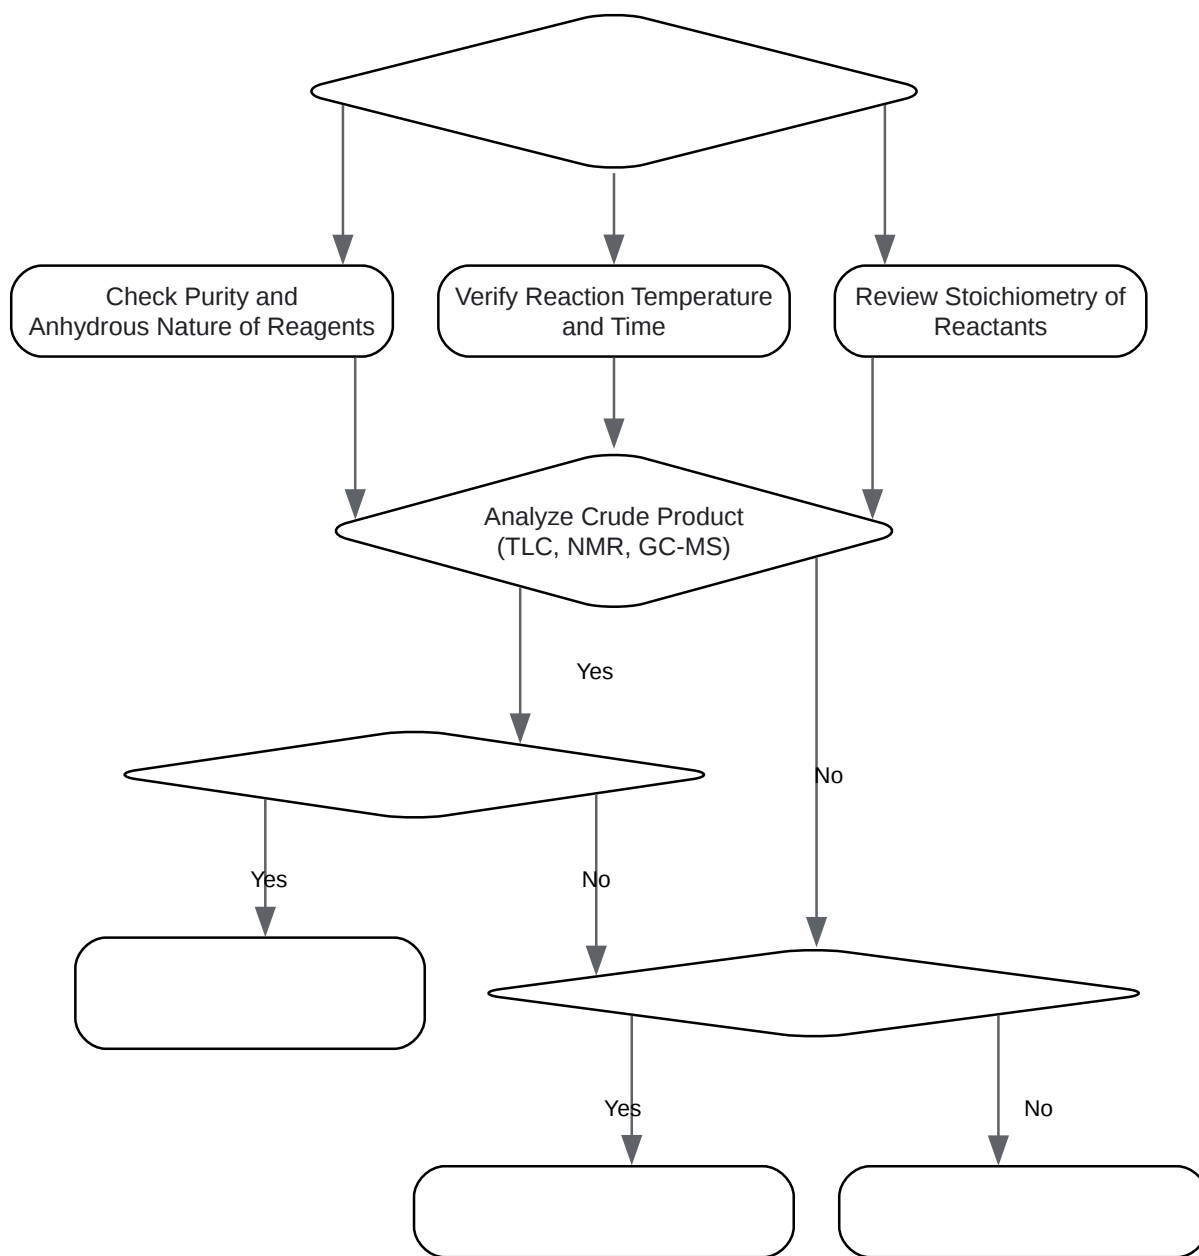 Check Purity and
Anhydrous Nature of Reagents
Verify Reaction Temperature
and Time
Review Stoichiometry of
Reactants
Analyze Crude Product
(TLC, NMR, GC-MS)
Yes
No
Yes
No
Yes
No